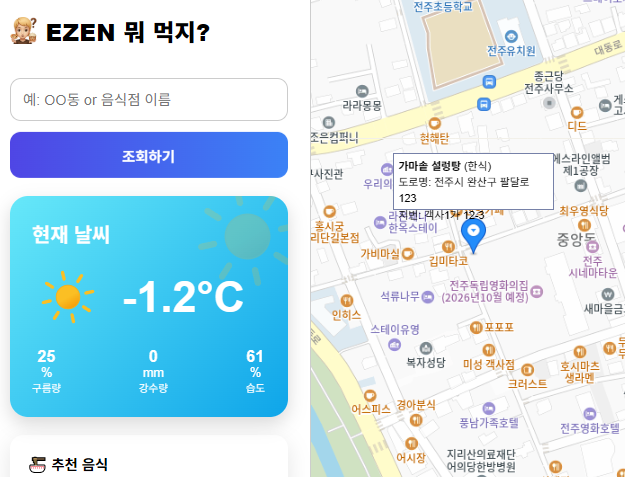 EZEN 뭐 먹지?
예: OO동 or 음식점 이름
조회하기
현재 날씨
-1.2°C
25
%
구름량
0
mm
강수량
61
%
습도
추천 음식
전주초등학교
전주유치원
대동로
종근당
전주사무소
라라몽몽
조은컴퍼니
현해탄
디드
가마솥 설렁탕 (한식)
도로명: 전주시 완산구 팔달로
123
지번: 객사1가 12-3
에스라인앨범
제1공장
우리의
한옥스테이
최우영식당
혹시궁
리단길본점
가비마실
김미타코
중앙동
전주
시네마타운
석류나무
전주독립영화의집
(2026년10월 예정)
새마을금
인히스
스테이유영
포포포
복자성당
미성 객사점
호시마츠
생라멘
크러스트
어스피스
경아분식
풍남가족호텔
전주영화호텔
어시장
지리산의료재단
어의당한방병원